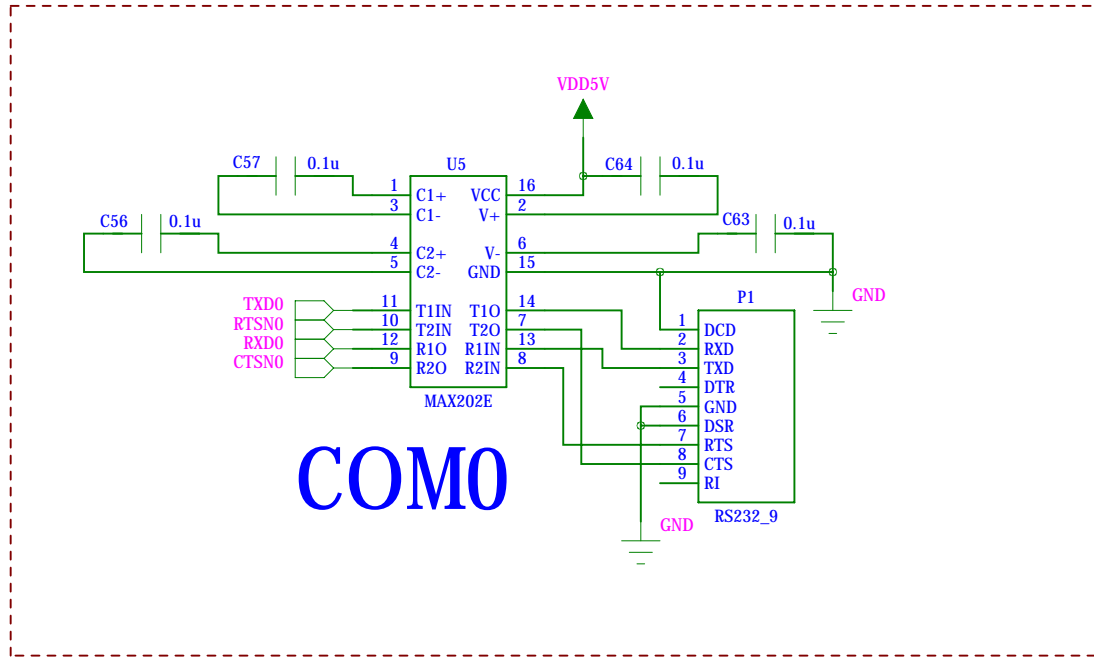 VDD5V
C57 0.1u
U5
C64 0.1u
1 C1+ VCC 16
3 C1- V+ 2
C56 0.1u
C63 0.1u
4 C2+ V- 6
5 C2- GND 15
GND
P1
TXD0 11 T1IN T1O 14
RTSN0 10 T2IN T2O 7
RXD0 12 R1O R1IN 13
CTSN0 9 R2O R2IN 8
MAX202E
1 DCD
2 RXD
3 TXD
4 DTR
5 GND
6 DSR
7 RTS
8 CTS
9 RI
RS232_9
GND
COM0